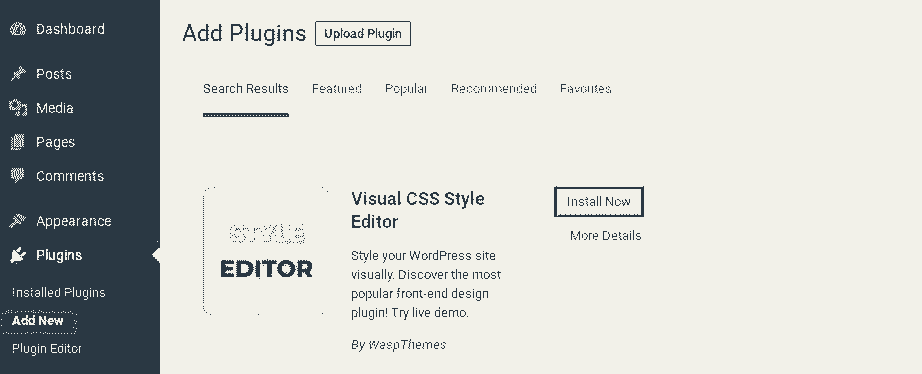 Dashboard
Posts
Media
Pages
Comments
Appearance
Plugins
Installed Plugins
Add New
Plugin Editor
Add Plugins Upload Plugin
Search Results Featured Popular Recommended Favorites
STYLE
EDITOR
Visual CSS Style
Editor
Style your WordPress site
visually. Discover the most
popular front-end design
plugin! Try live demo.
By WaspThemes
Install Now
More Details